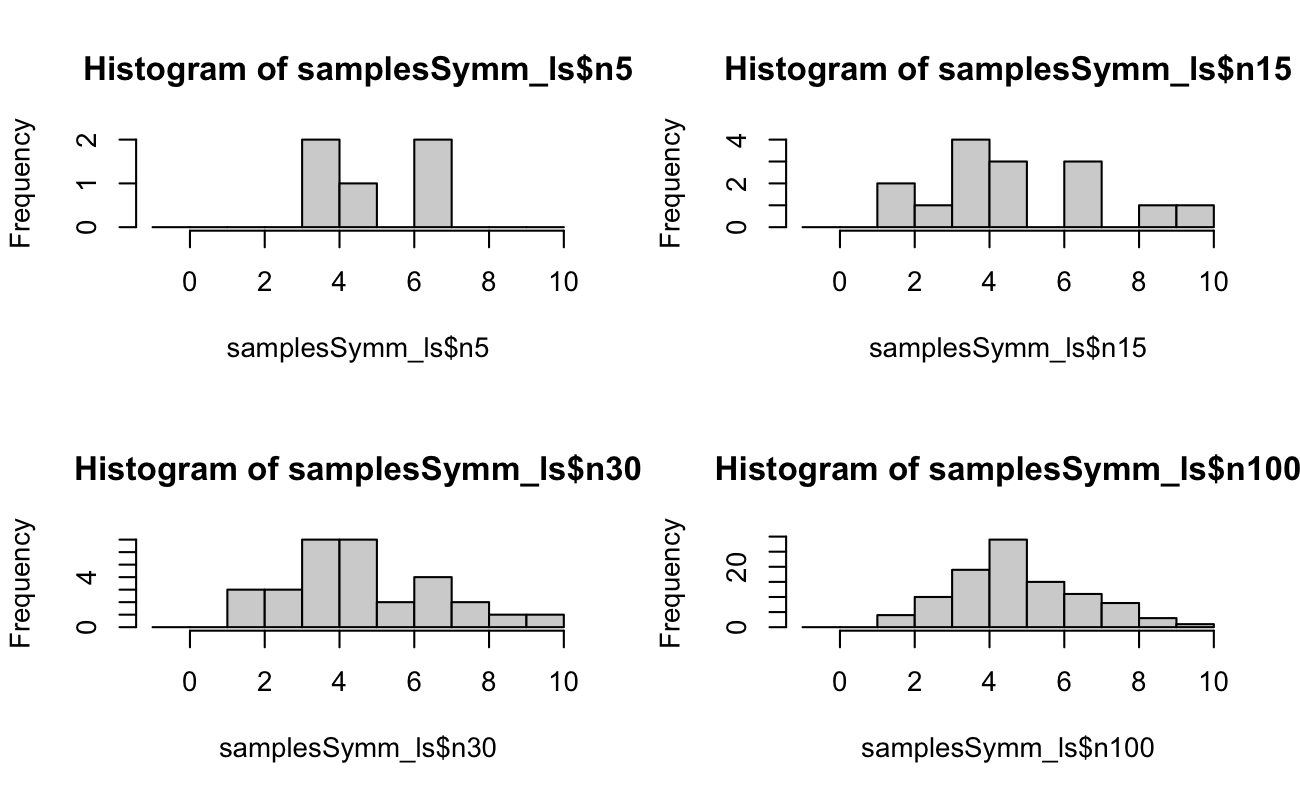 Histogram of samplesSymm_ls$n5
Frequency
2
1
0
0 2 4 6 8 10
samplesSymm_ls$n5
Histogram of samplesSymm_ls$n15
Frequency
4
2
0
0 2 4 6 8 10
samplesSymm_ls$n15
Histogram of samplesSymm_ls$n30
Frequency
4
0
0 2 4 6 8 10
samplesSymm_ls$n30
Histogram of samplesSymm_ls$n100
Frequency
20
0
0 2 4 6 8 10
samplesSymm_ls$n100